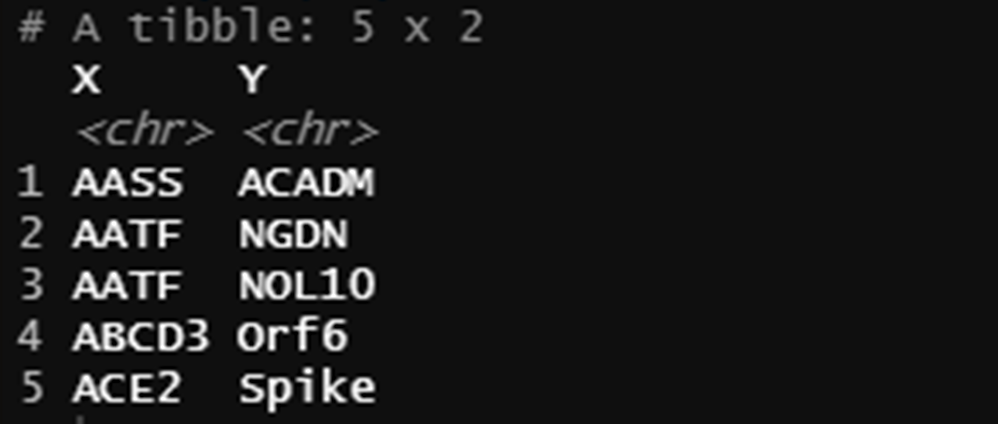 # A tibble: 5 x 2
X Y
<chr> <chr>
1 AASS ACADM
2 AATF NGDN
3 AATF NOL10
4 ABCD3 Orf6
5 ACE2 Spike